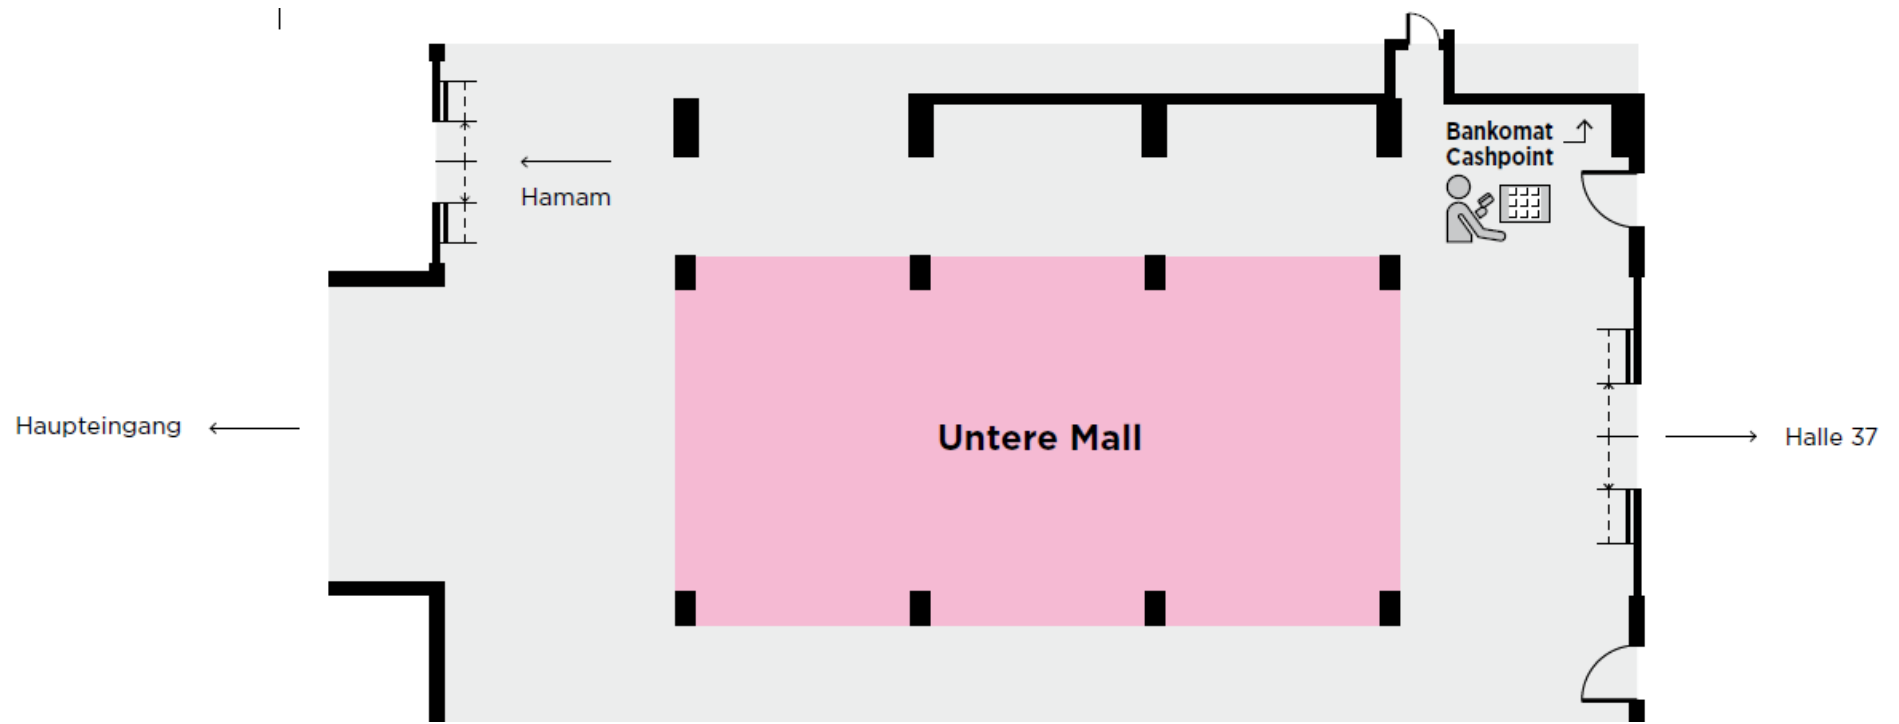 Bankomat
Cashpoint
Hamam
Haupteingang
Untere Mall
Halle 37